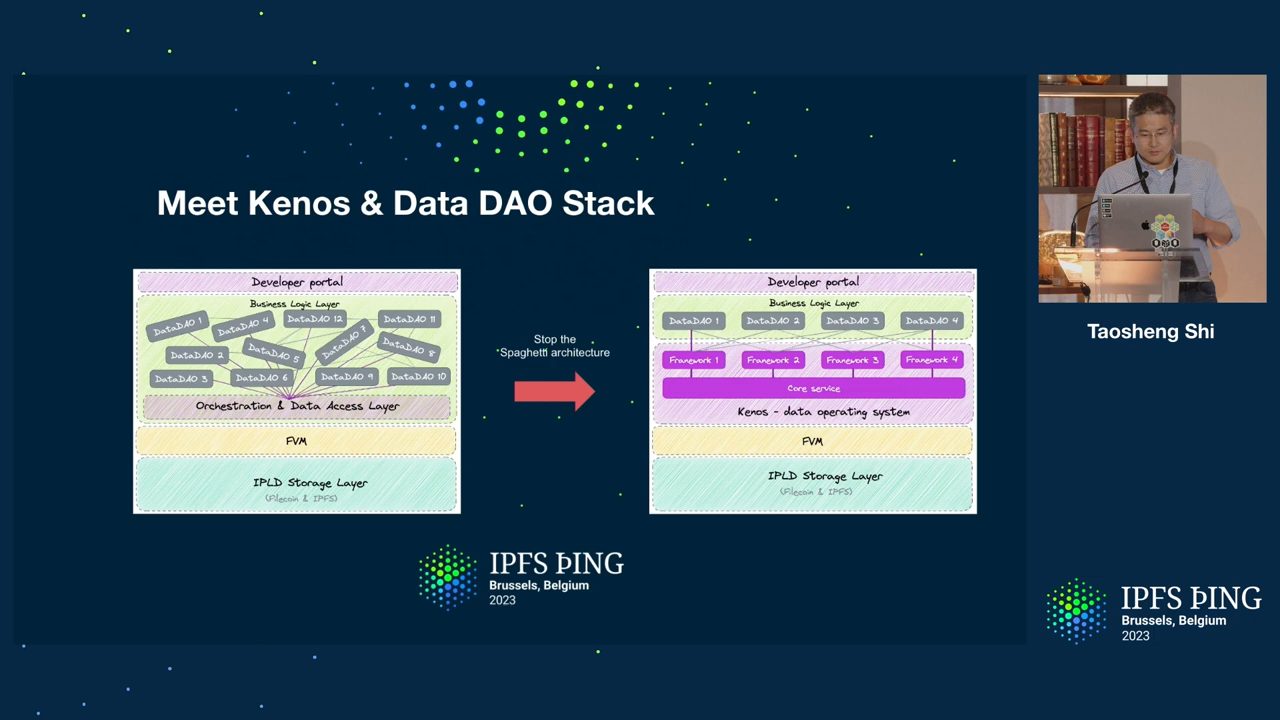 Meet Kenos & Data DAO Stack
Developer portal
Business Logic Layer
DataDAO 1
DataDAO 4
DataDAO 12
DataDAO 7
DataDAO 11
DataDAO 2
DataDAO 5
DataDAO 8
DataDAO 3
DataDAO 6
DataDAO 9
DataDAO 10
Orchestration & Data Access Layer
FVM
IPLD Storage Layer
(Filecoin & IPFS)
Stop the
Spaghetti architecture
Developer portal
Business Logic Layer
DataDAO 1
DataDAO 2
DataDAO 3
DataDAO 4
Framework 1
Framework 2
Framework 3
Framework 4
Core service
Kenos - data operating system
FVM
IPLD Storage Layer
(Filecoin & IPFS)
IPFS ÞING
Brussels, Belgium
2023
Taosheng Shi
IPFS ÞING
Brussels, Belgium
2023